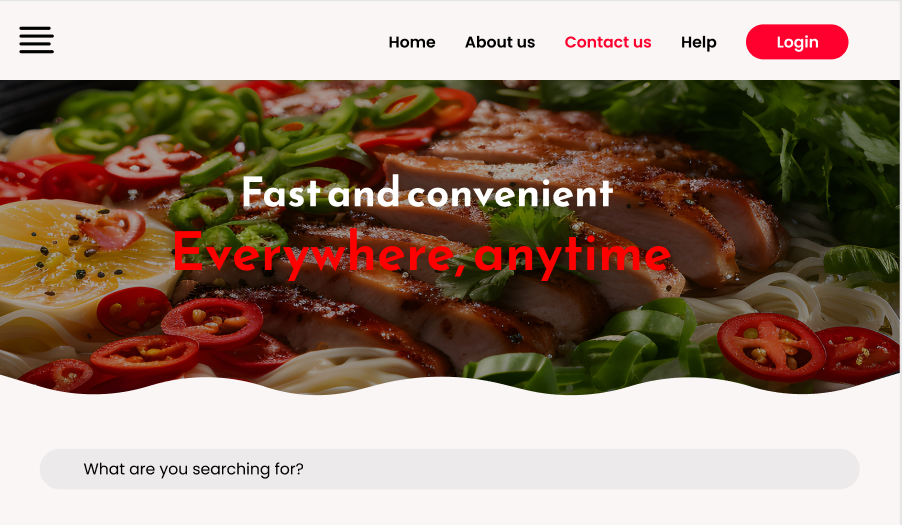 Home About us Contact us Help Login
Fast and convenient
Everywhere, anytime
What are you searching for?